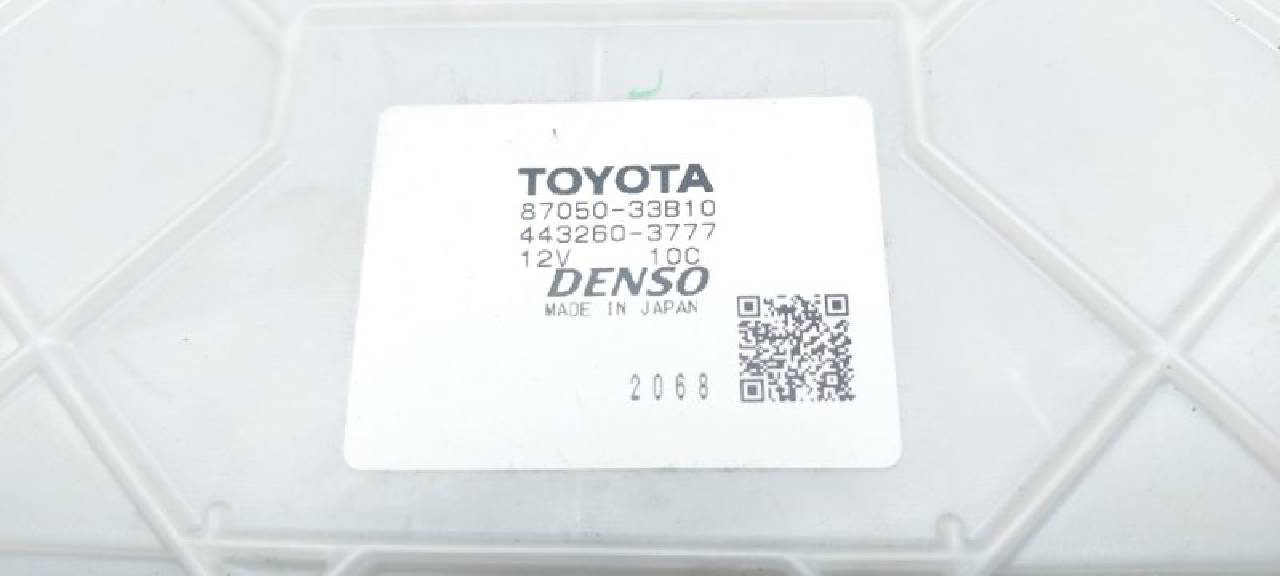 TOYOTA
87050-33B10
443260-3777
12V 10C
DENSO
MADE IN JAPAN
2068